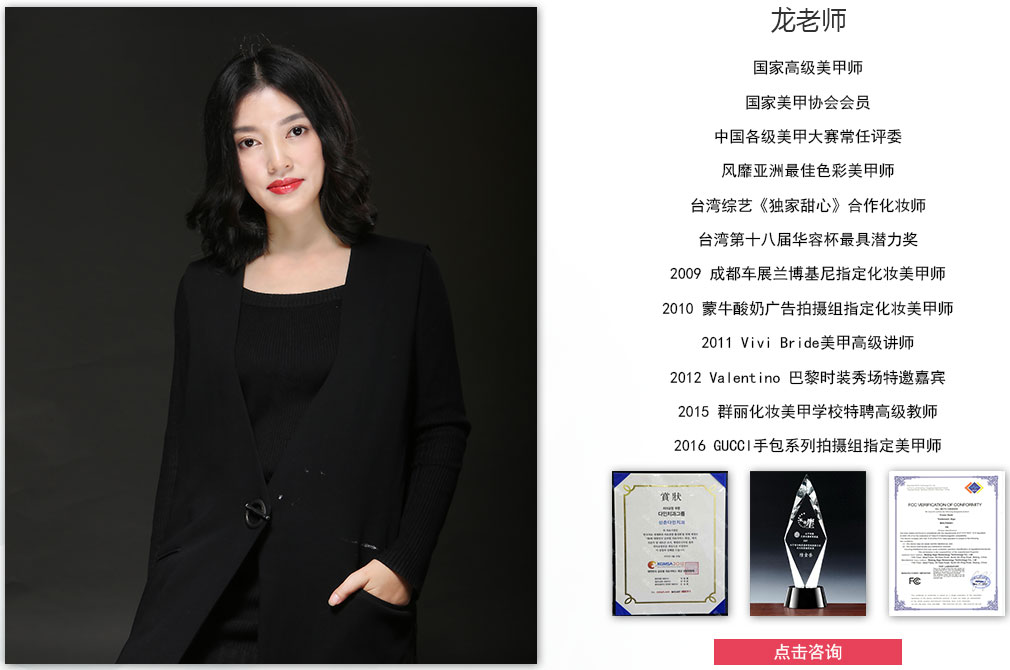 龙老师
国家高级美甲师
国家美甲协会会员
中国各级美甲大赛常任评委
风靡亚洲最佳色彩美甲师
台湾综艺《独家甜心》合作化妆师
台湾第十八届华容杯最具潜力奖
2009 成都车展兰博基尼指定化妆美甲师
2010 蒙牛酸奶广告拍摄组指定化妆美甲师
2011 Vivi Bride美甲高级讲师
2012 Valentino 巴黎时装秀场特邀嘉宾
2015 群丽化妆美甲学校特聘高级教师
2016 GUCCI手包系列拍摄组指定美甲师
賞狀
다인치과그룹
FCC VERIFICATION OF CONFORMITY
FC
点击咨询